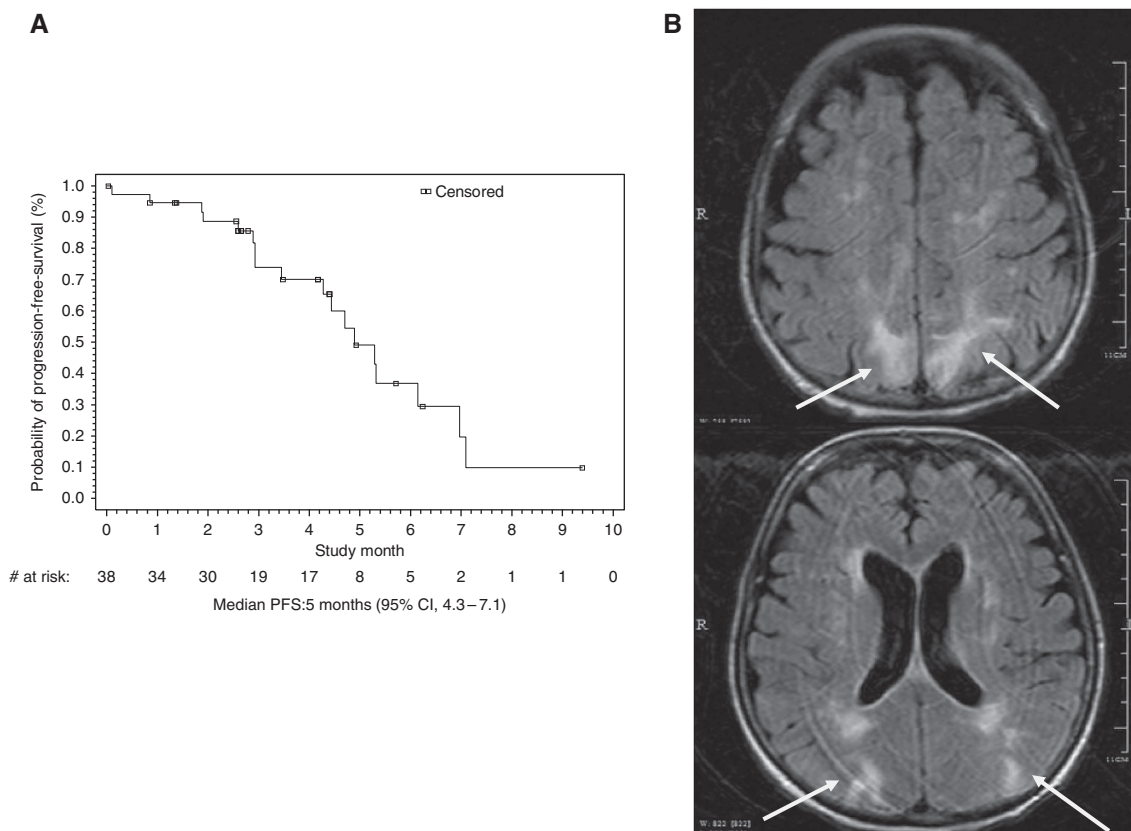 A
Probability of progression-free-survival (%)
1.0
0.9
0.8
0.7
0.6
0.5
0.4
0.3
0.2
0.1
0.0
Censored
0 1 2 3 4 5 6 7 8 9 10
Study month
# at risk: 38 34 30 19 17 8 5 2 1 1 0
Median PFS:5 months (95% CI, 4.3–7.1)
B
R
11CM
R
11CM
W: 822 [822]